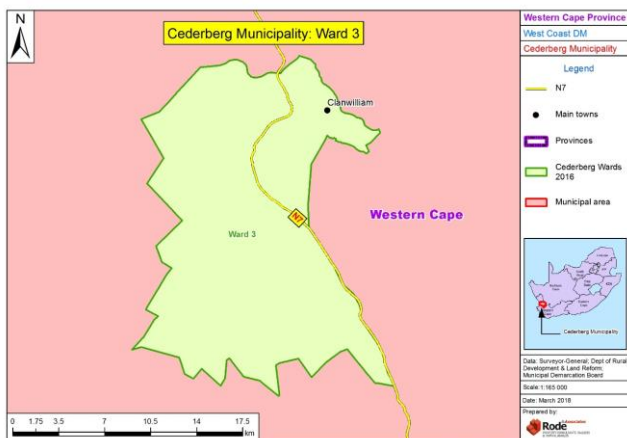 N
Cederberg Municipality: Ward 3
Clanwilliam
N7
Western Cape
Ward 3
0 1.75 3.5 7 10.5 14 17.5
km
Western Cape Province
West Coast DM
Cederberg Municipality
Legend
N7
Main towns
Provinces
Cederberg Wards
2016
Municipal area
Cederberg Municipality
Data: Surveyor-General; Dept of Rural
Development & Land Reform;
Municipal Demarcation Board
Scale:1:165 000
Date: March 2018
Prepared by:
Rode